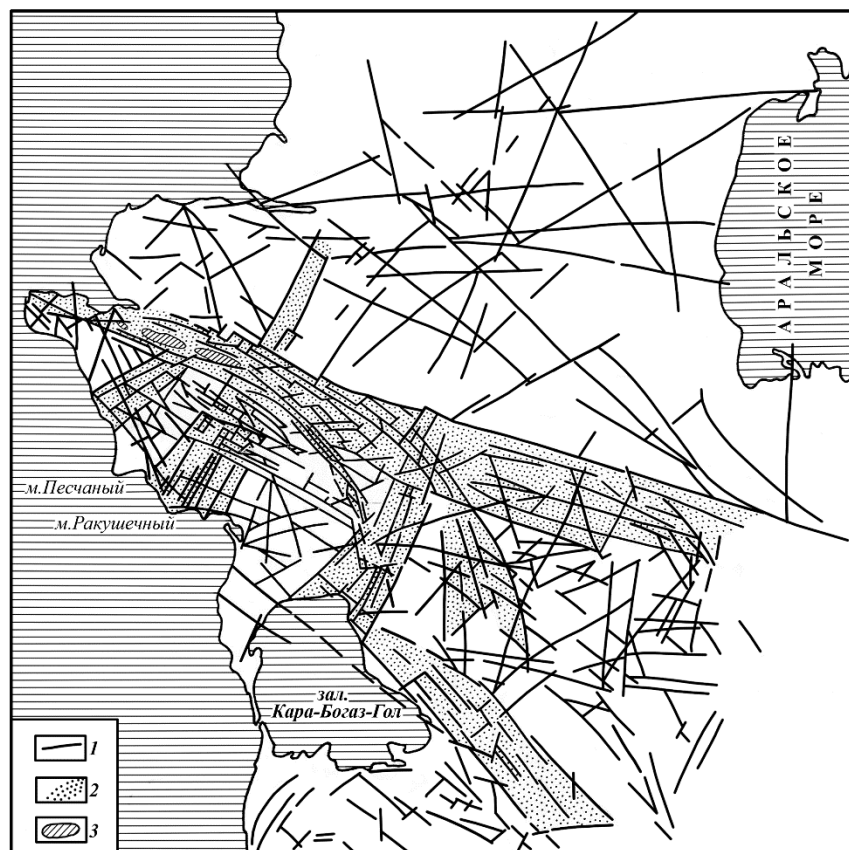 АРАЛЬСКОЕ
МОРЕ
м.Песчаный
м.Ракушечный
зал.
Кара-Богаз-Гол
1
2
3